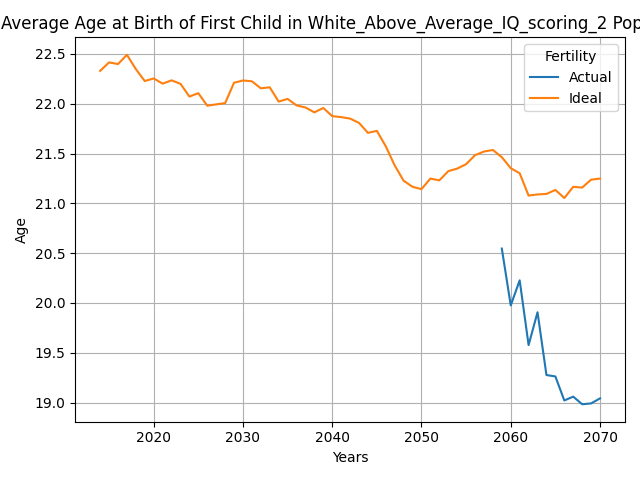 Average Age at Birth of First Child in White_Above_Average_IQ_scoring_2 Pop
22.5
22.0
21.5
21.0
20.5
20.0
19.5
19.0
Age
Fertility
Actual
Ideal
2020 2030 2040 2050 2060 2070
Years